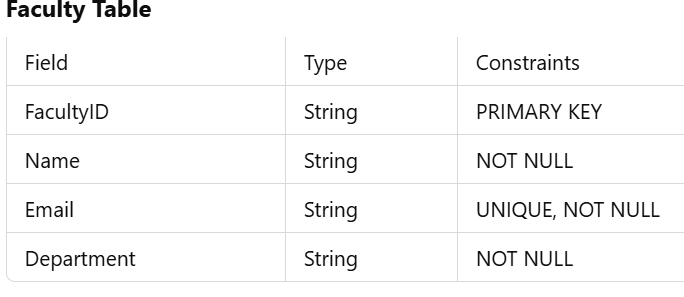 Faculty Table
Field Type Constraints
FacultyID String PRIMARY KEY
Name String NOT NULL
Email String UNIQUE, NOT NULL
Department String NOT NULL